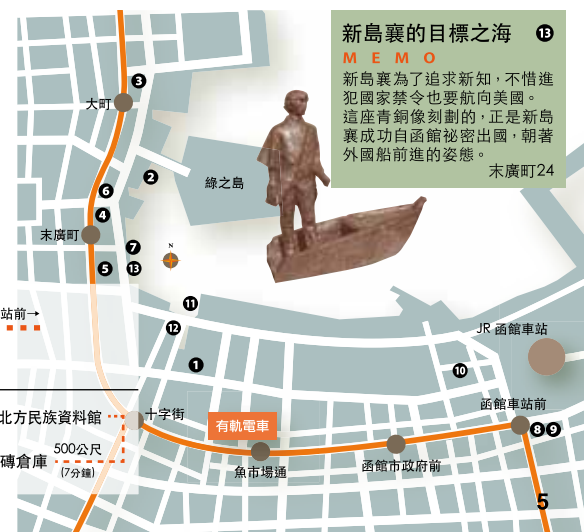 新島襄的目標之海 13
MEMO
新島襄為了追求新知，不惜進
犯國家禁令也要航向美國。
這座青銅像刻劃的，正是新島
襄成功自函館祕密出國，朝著
外國船前進的姿態。
末廣町24
3
大町
2
綠之島
6
4
末廣町
7
N
5
13
11
站前→
12
JR 函館車站
1
10
北方民族資料館
十字街
有軌電車
函館車站前
8 9
磚倉庫
500公尺
(7分鐘)
魚市場通
函館市政府前
5